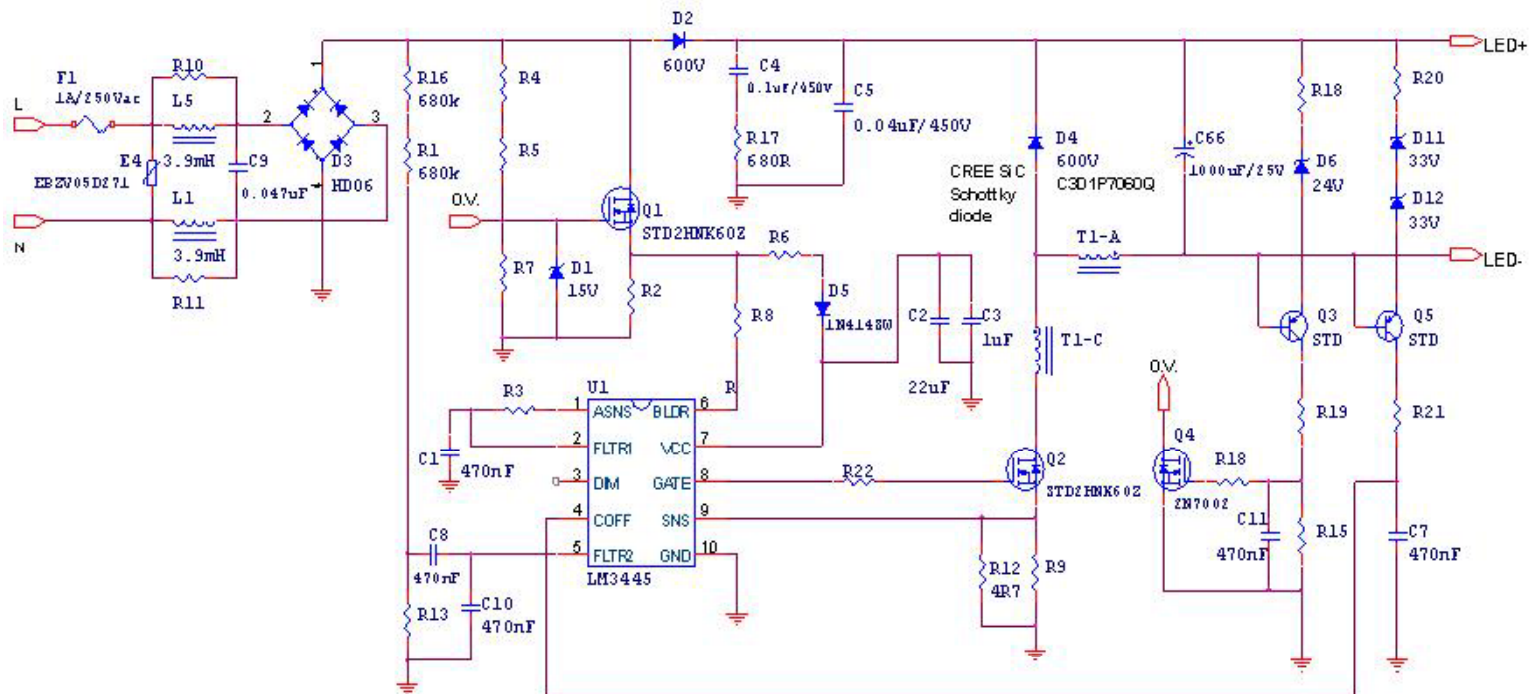 D2
600V
LED+
F1
1A/250Vac
L
R10
L5
3.9mH
1
2
3
4
E4
ERZV05D271
C9
0.047uF
D3
HD06
L1
3.9mH
N
R11
R16
680k
R1
680k
R4
R5
O.V.
Q1
STD2HNK60Z
R7
D1
15V
R2
C4
0.1uF/450V
R17
680R
C5
0.04uF/450V
R6
R8
D5
1N4148W
C2
22uF
C3
1uF
D4
600V
C3D1P7060Q
CREE SiC
Schottky
diode
T1-A
T1-C
C66
1000uF/25V
R18
D6
24V
R20
D11
33V
D12
33V
LED-
Q3
STD
Q5
STD
R3
C1
470nF
U1
R
1 ASNS BLDR 6
2 FLTR1 VCC 7
3 DIM GATE 8
4 COFF SNS 9
5 FLTR2 GND 10
LM3445
C8
470nF
R13
C10
470nF
R22
Q2
STD2HNK60Z
R12
4R7
R9
O.V.
Q4
2N7002
R18
R19
R21
C11
470nF
R15
C7
470nF